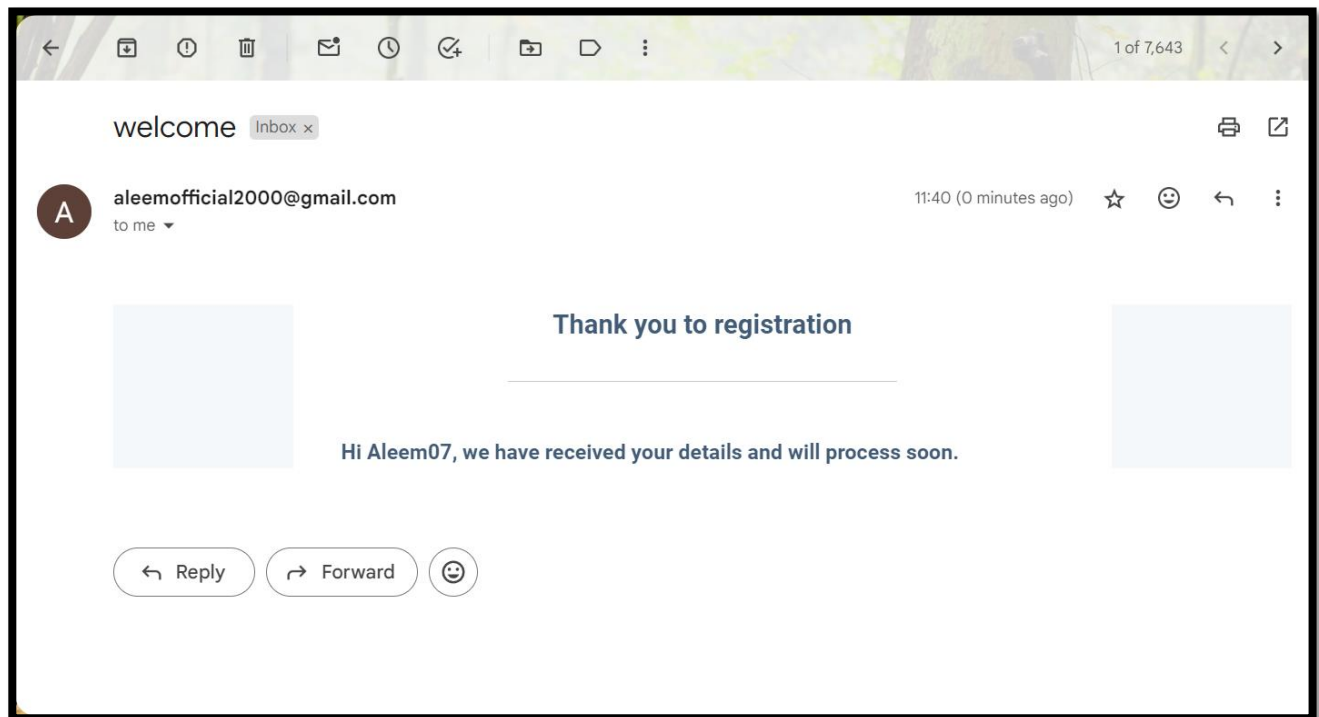 1 of 7,643
welcome Inbox x
aleemofficial2000@gmail.com 11:40 (0 minutes ago)
A
to me
Thank you to registration
Hi Aleem07, we have received your details and will process soon.
Reply Forward